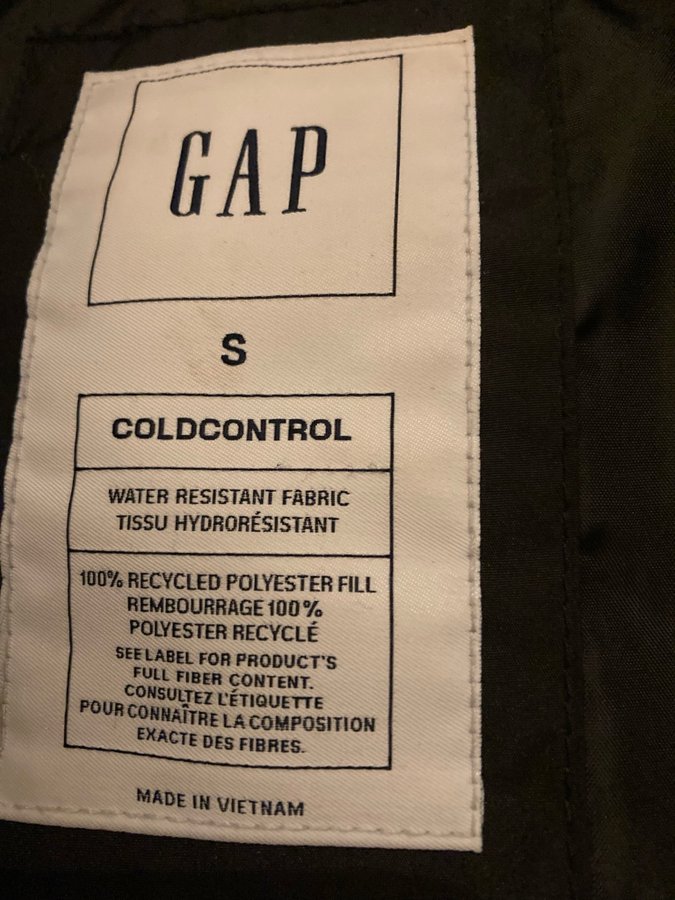 GAP
S
COLDCONTROL
WATER RESISTANT FABRIC
TISSU HYDRORÉSISTANT
100% RECYCLED POLYESTER FILL
REMBOURRAGE 100%
POLYESTER RECYCLÉ
SEE LABEL FOR PRODUCT'S
FULL FIBER CONTENT.
CONSULTEZ L'ÉTIQUETTE
POUR CONNAÎTRE LA COMPOSITION
EXACTE DES FIBRES.
MADE IN VIETNAM